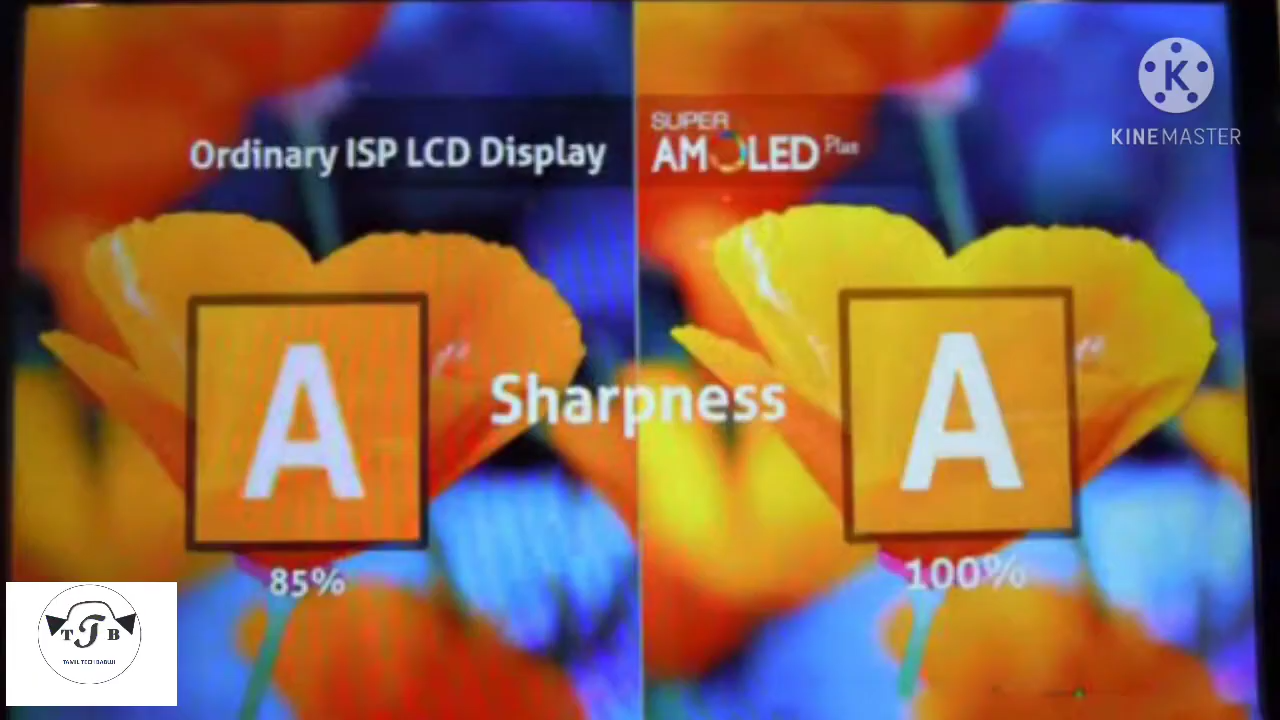 Ordinary ISP LCD Display
SUPER
AMOLED Plus
KINEMASTER
K
A
Sharpness
A
85%
100%
T T B